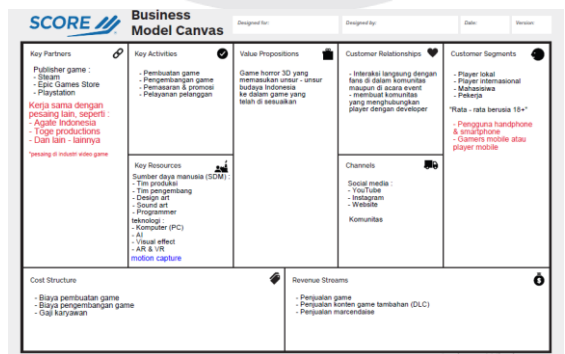 SCORE
Business
Model Canvas
Designed for:
Designed by:
Date:
Version:
Key Partners
Publisher game :
- Steam
- Epic Games Store
- Playstation
Kerja sama dengan
pesaing lain, seperti :
- Agate Indonesia
- Toge productions
- Dan lain - lainnya
*pesaing di industri video game
Key Activities
- Pembuatan game
- Pengembangan game
- Pemasaran & promosi
- Pelayanan pelanggan
Key Resources
Sumber daya manusia (SDM) :
- Tim produksi
- Tim pengembang
- Design art
- Sound art
- Programmer
teknologi :
- Komputer (PC)
- AI
- Visual effect
- AR & VR
motion capture
Value Propositions
Game horror 3D yang
memasukan unsur - unsur
budaya Indonesia
ke dalam game yang
telah di sesuaikan
Customer Relationships
- Interaksi langsung dengan
fans di dalam komunitas
maupun di acara event
- membuat komunitas
yang menghubungkan
player dengan developer
Channels
Social media :
- YouTube
- Instagram
- Website
Komunitas
Customer Segments
- Player lokal
- Player internasional
- Mahasiswa
- Pekerja
"Rata - rata berusia 18+"
- Pengguna handphone
& smartphone
- Gamers mobile atau
player mobile
Cost Structure
- Biaya pembuatan game
- Biaya pengembangan game
- Gaji karyawan
Revenue Streams
- Penjualan game
- Penjualan konten game tambahan (DLC)
- Penjualan marcendaise